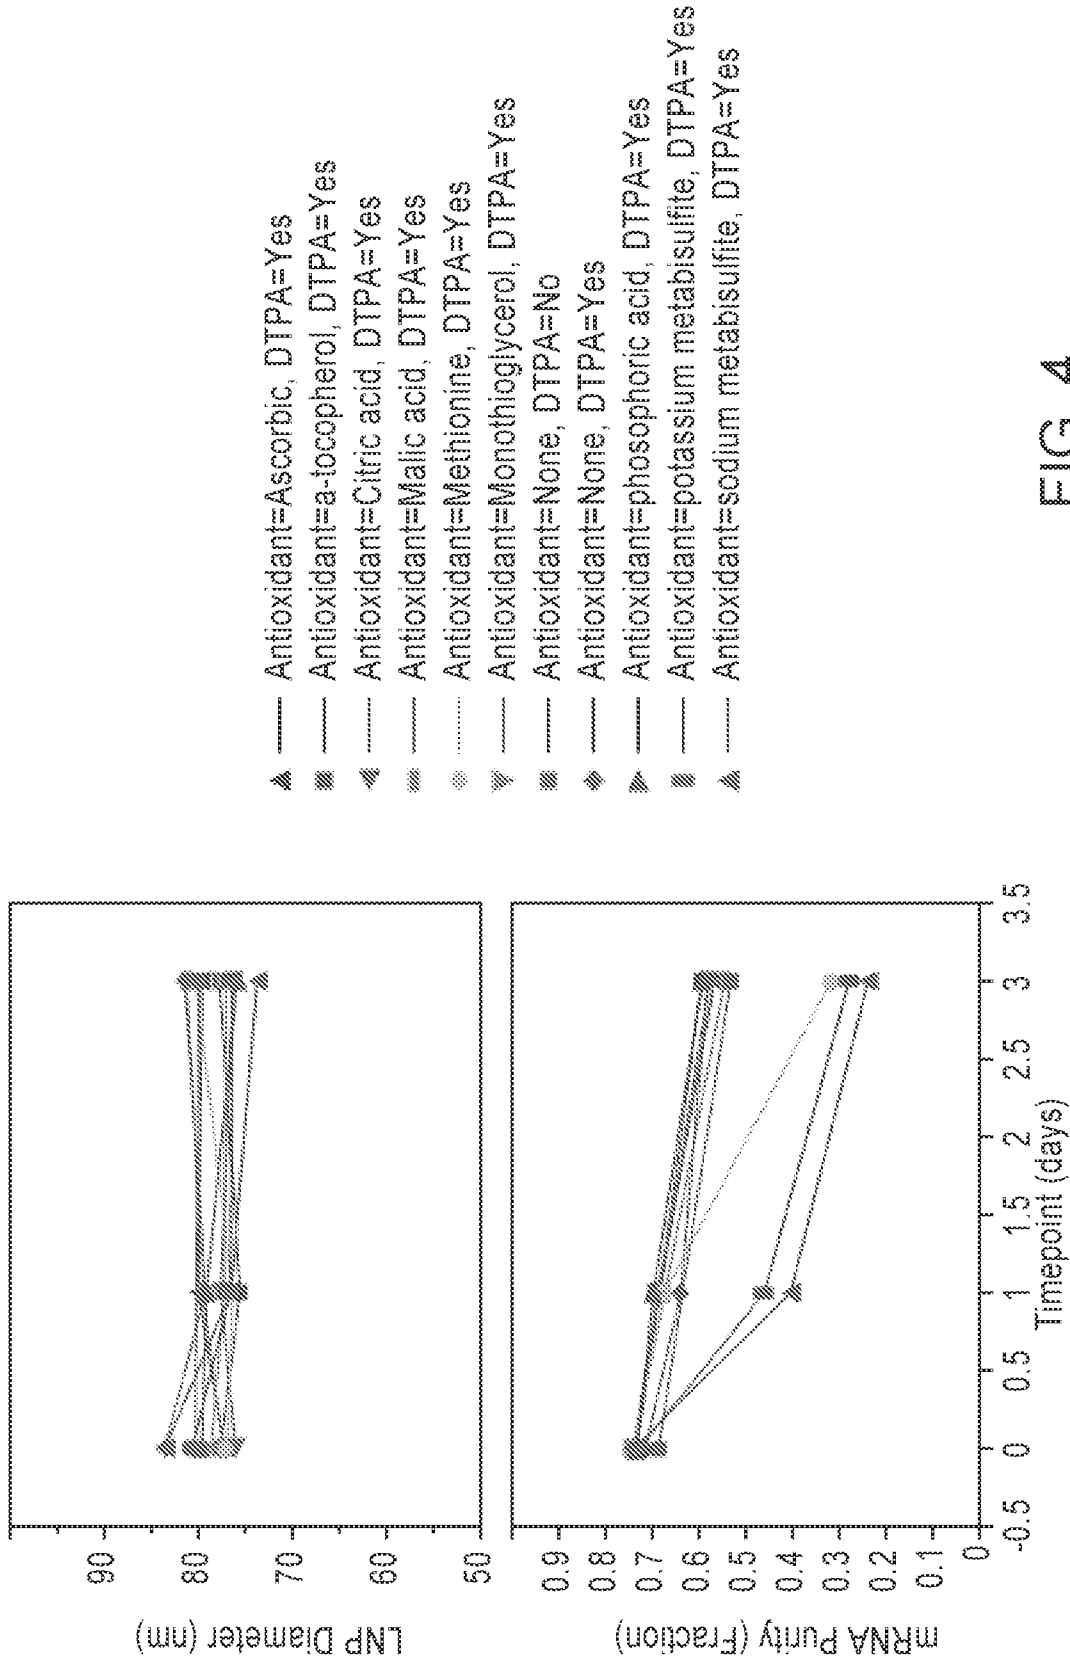 LNP Diameter (nm)
90
80
70
60
50
mRNA Purity (Fraction)
0.9
0.8
0.7
0.6
0.5
0.4
0.3
0.2
0.1
0
-0.5 0 0.5 1 1.5 2 2.5 3 3.5
Timepoint (days)
Antioxidant=Ascorbic, DTPA=Yes
Antioxidant=a-tocopherol, DTPA=Yes
Antioxidant=Citric acid, DTPA=Yes
Antioxidant=Malic acid, DTPA=Yes
Antioxidant=Methionine, DTPA=Yes
Antioxidant=Monothioglycerol, DTPA=Yes
Antioxidant=None, DTPA=No
Antioxidant=None, DTPA=Yes
Antioxidant=phosoporic acid, DTPA=Yes
Antioxidant=potassium metabisulfite, DTPA=Yes
Antioxidant=sodium metabisulfite, DTPA=Yes
FIG. 4